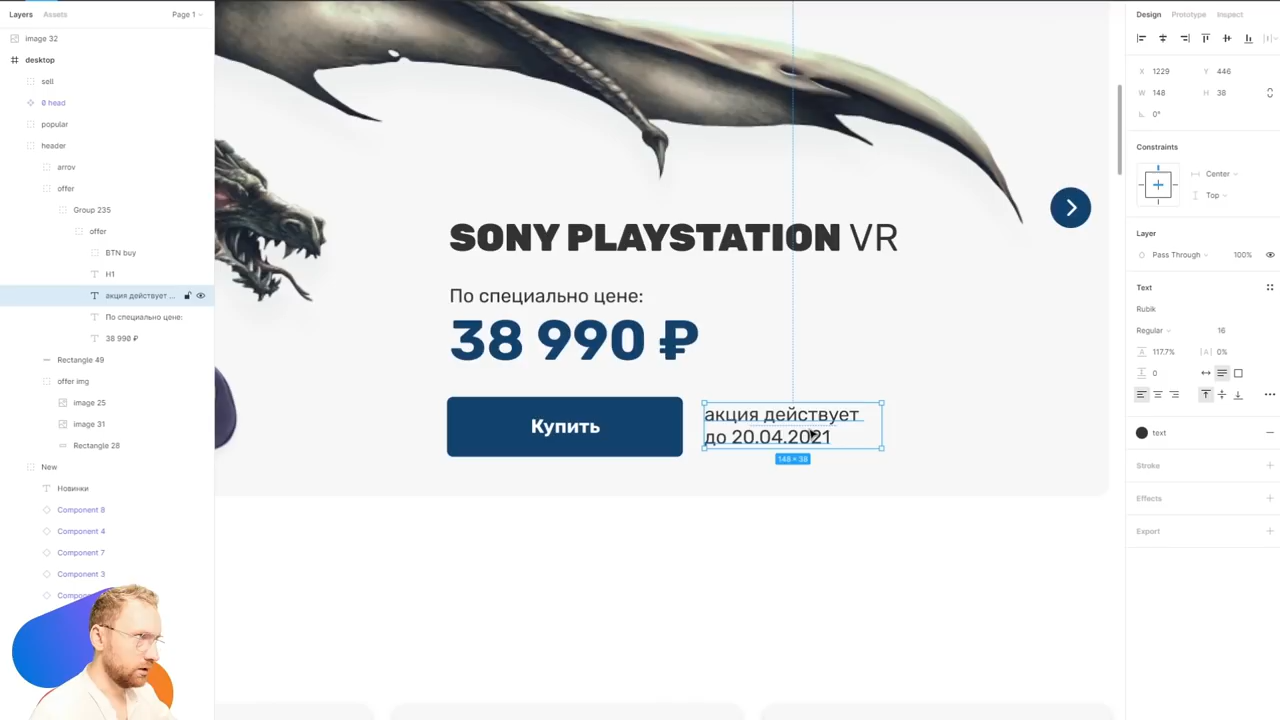 Layers Assets Page 1
image 32
desktop
sell
0 head
popular
header
arrov
offer
Group 235
offer
BTN buy
H1
акция действует ...
По специально цене:
38 990 ₽
Rectangle 49
offer img
image 25
image 31
Rectangle 28
New
Новинки
Component 8
Component 4
Component 7
Component 3
SONY PLAYSTATION VR
По специально цене:
38 990 ₽
Купить
акция действует
до 20.04.2021
148 × 38
Design Prototype Inspect
X 1229 Y 446
W 148 H 38
0°
Constraints
Center
Top
Layer
Pass Through 100%
Text
Rubik
Regular 16
117.7% |A| 0%
0
text
Stroke
Effects
Export